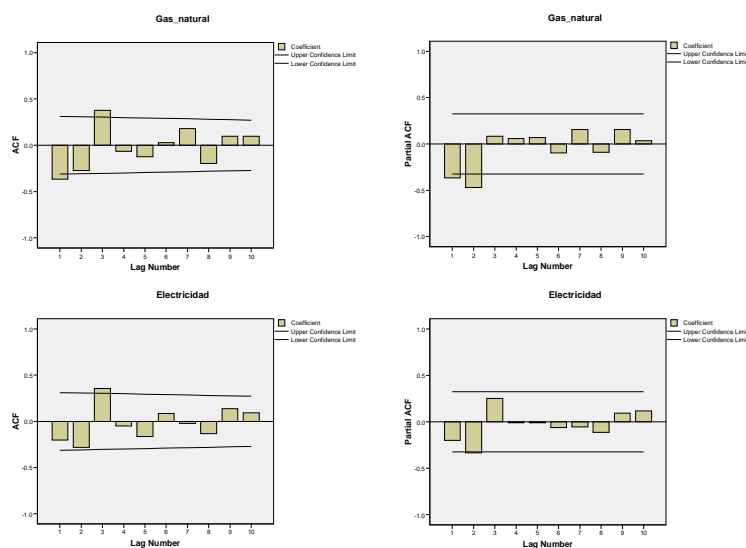 Gas_natural
1.0
0.5
0.0
-0.5
-1.0
ACF
1 2 3 4 5 6 7 8 9 10
Lag Number
Coefficient
Upper Confidence Limit
Lower Confidence Limit
Gas_natural
1.0
0.5
0.0
-0.5
-1.0
Partial ACF
1 2 3 4 5 6 7 8 9 10
Lag Number
Coefficient
Upper Confidence Limit
Lower Confidence Limit
Electricidad
1.0
0.5
0.0
-0.5
-1.0
ACF
1 2 3 4 5 6 7 8 9 10
Lag Number
Coefficient
Upper Confidence Limit
Lower Confidence Limit
Electricidad
1.0
0.5
0.0
-0.5
-1.0
Partial ACF
1 2 3 4 5 6 7 8 9 10
Lag Number
Coefficient
Upper Confidence Limit
Lower Confidence Limit